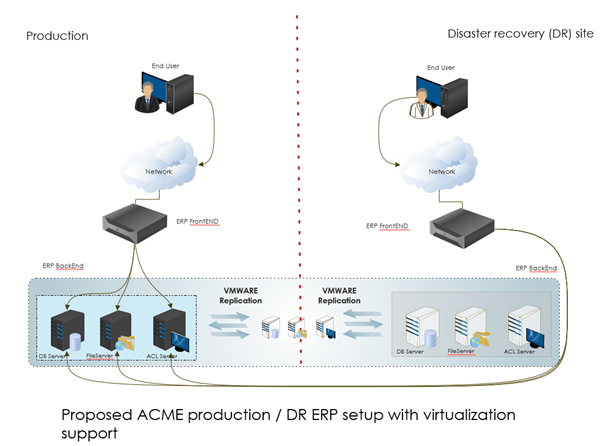 Production
Disaster recovery (DR) site
End User
End User
Network
Network
ERP FrontEND
ERP FrontEND
ERP BackEnd
ERP BackEnd
VMWARE
Replication
VMWARE
Replication
DB Server
FileServer
ACL Server
DB Server
FileServer
ACL Server
Proposed ACME production / DR ERP setup with virtualization
support